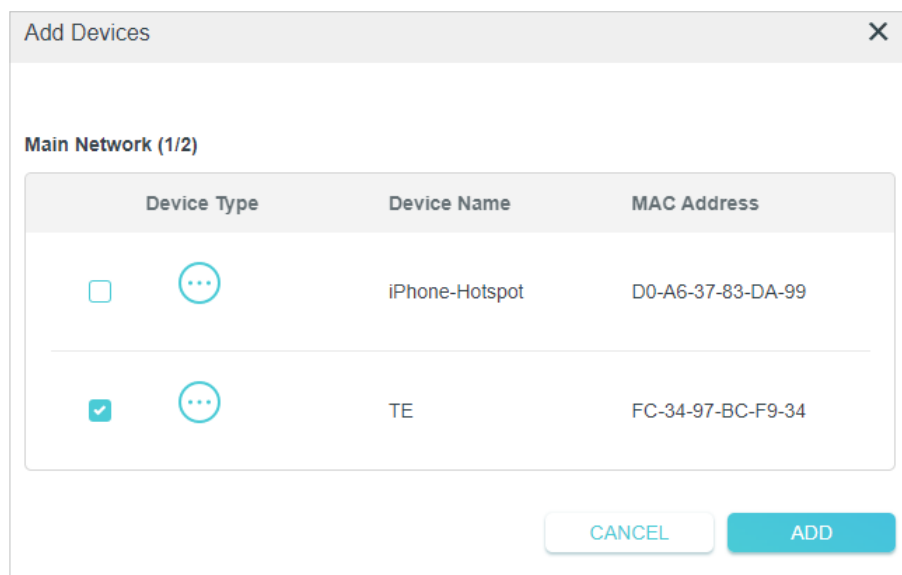 Add Devices
Main Network (1/2)
Device Type Device Name MAC Address
iPhone-Hotspot D0-A6-37-83-DA-99
TE FC-34-97-BC-F9-34
CANCEL ADD